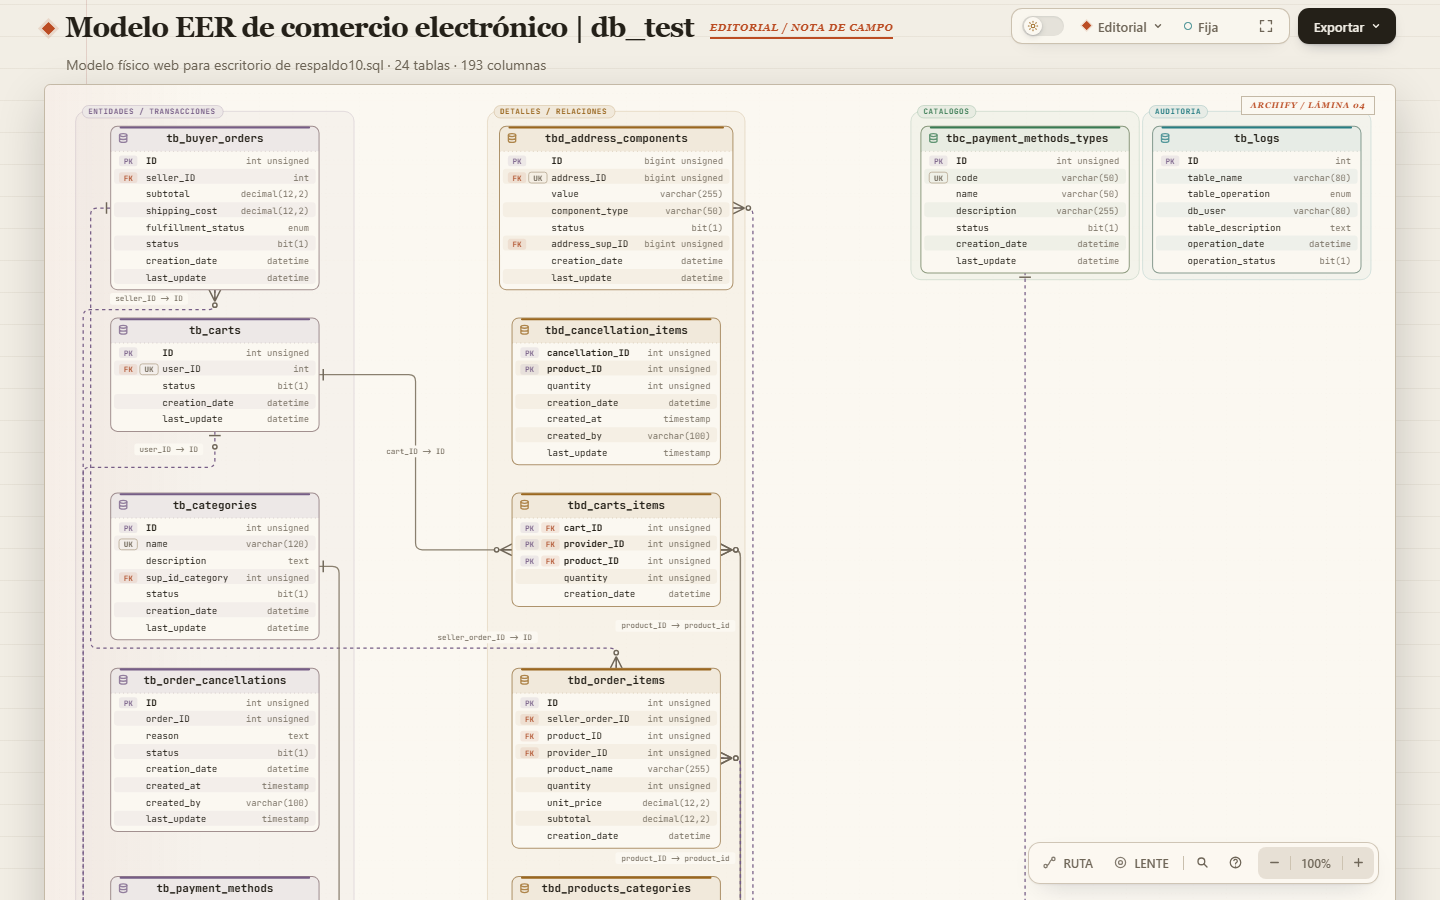 Modelo EER de comercio electrónico | db_test
EDITORIAL / NOTA DE CAMPO
Editorial
Fija
Exportar
Modelo físico web para escritorio de respaldo10.sql · 24 tablas · 193 columnas
ARCHIFY / LÁMINA 04
ENTIDADES / TRANSACCIONES
tb_buyer_orders
PK ID int unsigned
FK seller_ID int
subtotal decimal(12,2)
shipping_cost decimal(12,2)
fulfillment_status enum
status bit(1)
creation_date datetime
last_update datetime
seller_ID → ID
tb_carts
PK ID int unsigned
FK UK user_ID int
status bit(1)
creation_date datetime
last_update datetime
user_ID → ID
cart_ID → ID
tb_categories
PK ID int unsigned
UK name varchar(120)
description text
FK sup_id_category int unsigned
status bit(1)
creation_date datetime
last_update datetime
seller_order_ID → ID
tb_order_cancellations
PK ID int unsigned
order_ID int unsigned
reason text
status bit(1)
creation_date datetime
created_at timestamp
created_by varchar(100)
last_update timestamp
tb_payment_methods
DETALLES / RELACIONES
tbd_address_components
PK ID bigint unsigned
FK UK address_ID bigint unsigned
value varchar(255)
component_type varchar(50)
status bit(1)
FK address_sup_ID bigint unsigned
creation_date datetime
last_update datetime
tbd_cancellation_items
PK cancellation_ID int unsigned
PK product_ID int unsigned
quantity int unsigned
creation_date datetime
created_at timestamp
created_by varchar(100)
last_update timestamp
tbd_carts_items
PK FK cart_ID int unsigned
PK FK provider_ID int unsigned
PK FK product_ID int unsigned
quantity int unsigned
creation_date datetime
product_ID → product_id
tbd_order_items
PK ID int unsigned
FK seller_order_ID int unsigned
FK product_ID int unsigned
FK provider_ID int unsigned
product_name varchar(255)
quantity int unsigned
unit_price decimal(12,2)
subtotal decimal(12,2)
creation_date datetime
product_ID → product_id
tbd_products_categories
CATALOGOS
tbc_payment_methods_types
PK ID int unsigned
UK code varchar(50)
name varchar(50)
description varchar(255)
status bit(1)
creation_date datetime
last_update datetime
AUDITORIA
tb_logs
PK ID int
table_name varchar(80)
table_operation enum
db_user varchar(80)
table_description text
operation_date datetime
operation_status bit(1)
RUTA
LENTE
− 100% +